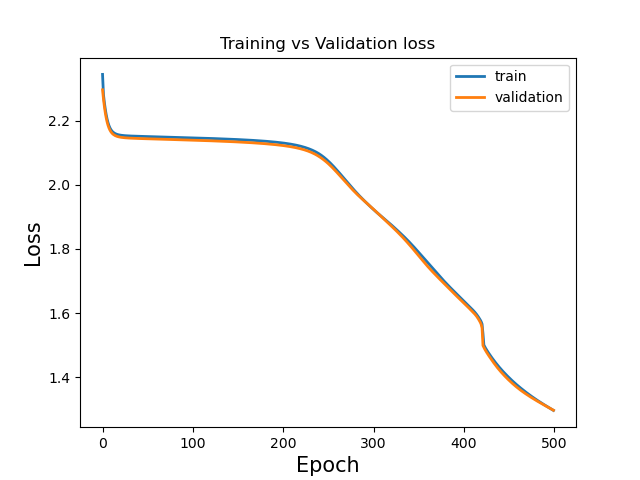 Training vs Validation loss
train
validation
Loss
2.2
2.0
1.8
1.6
1.4
0 100 200 300 400 500
Epoch